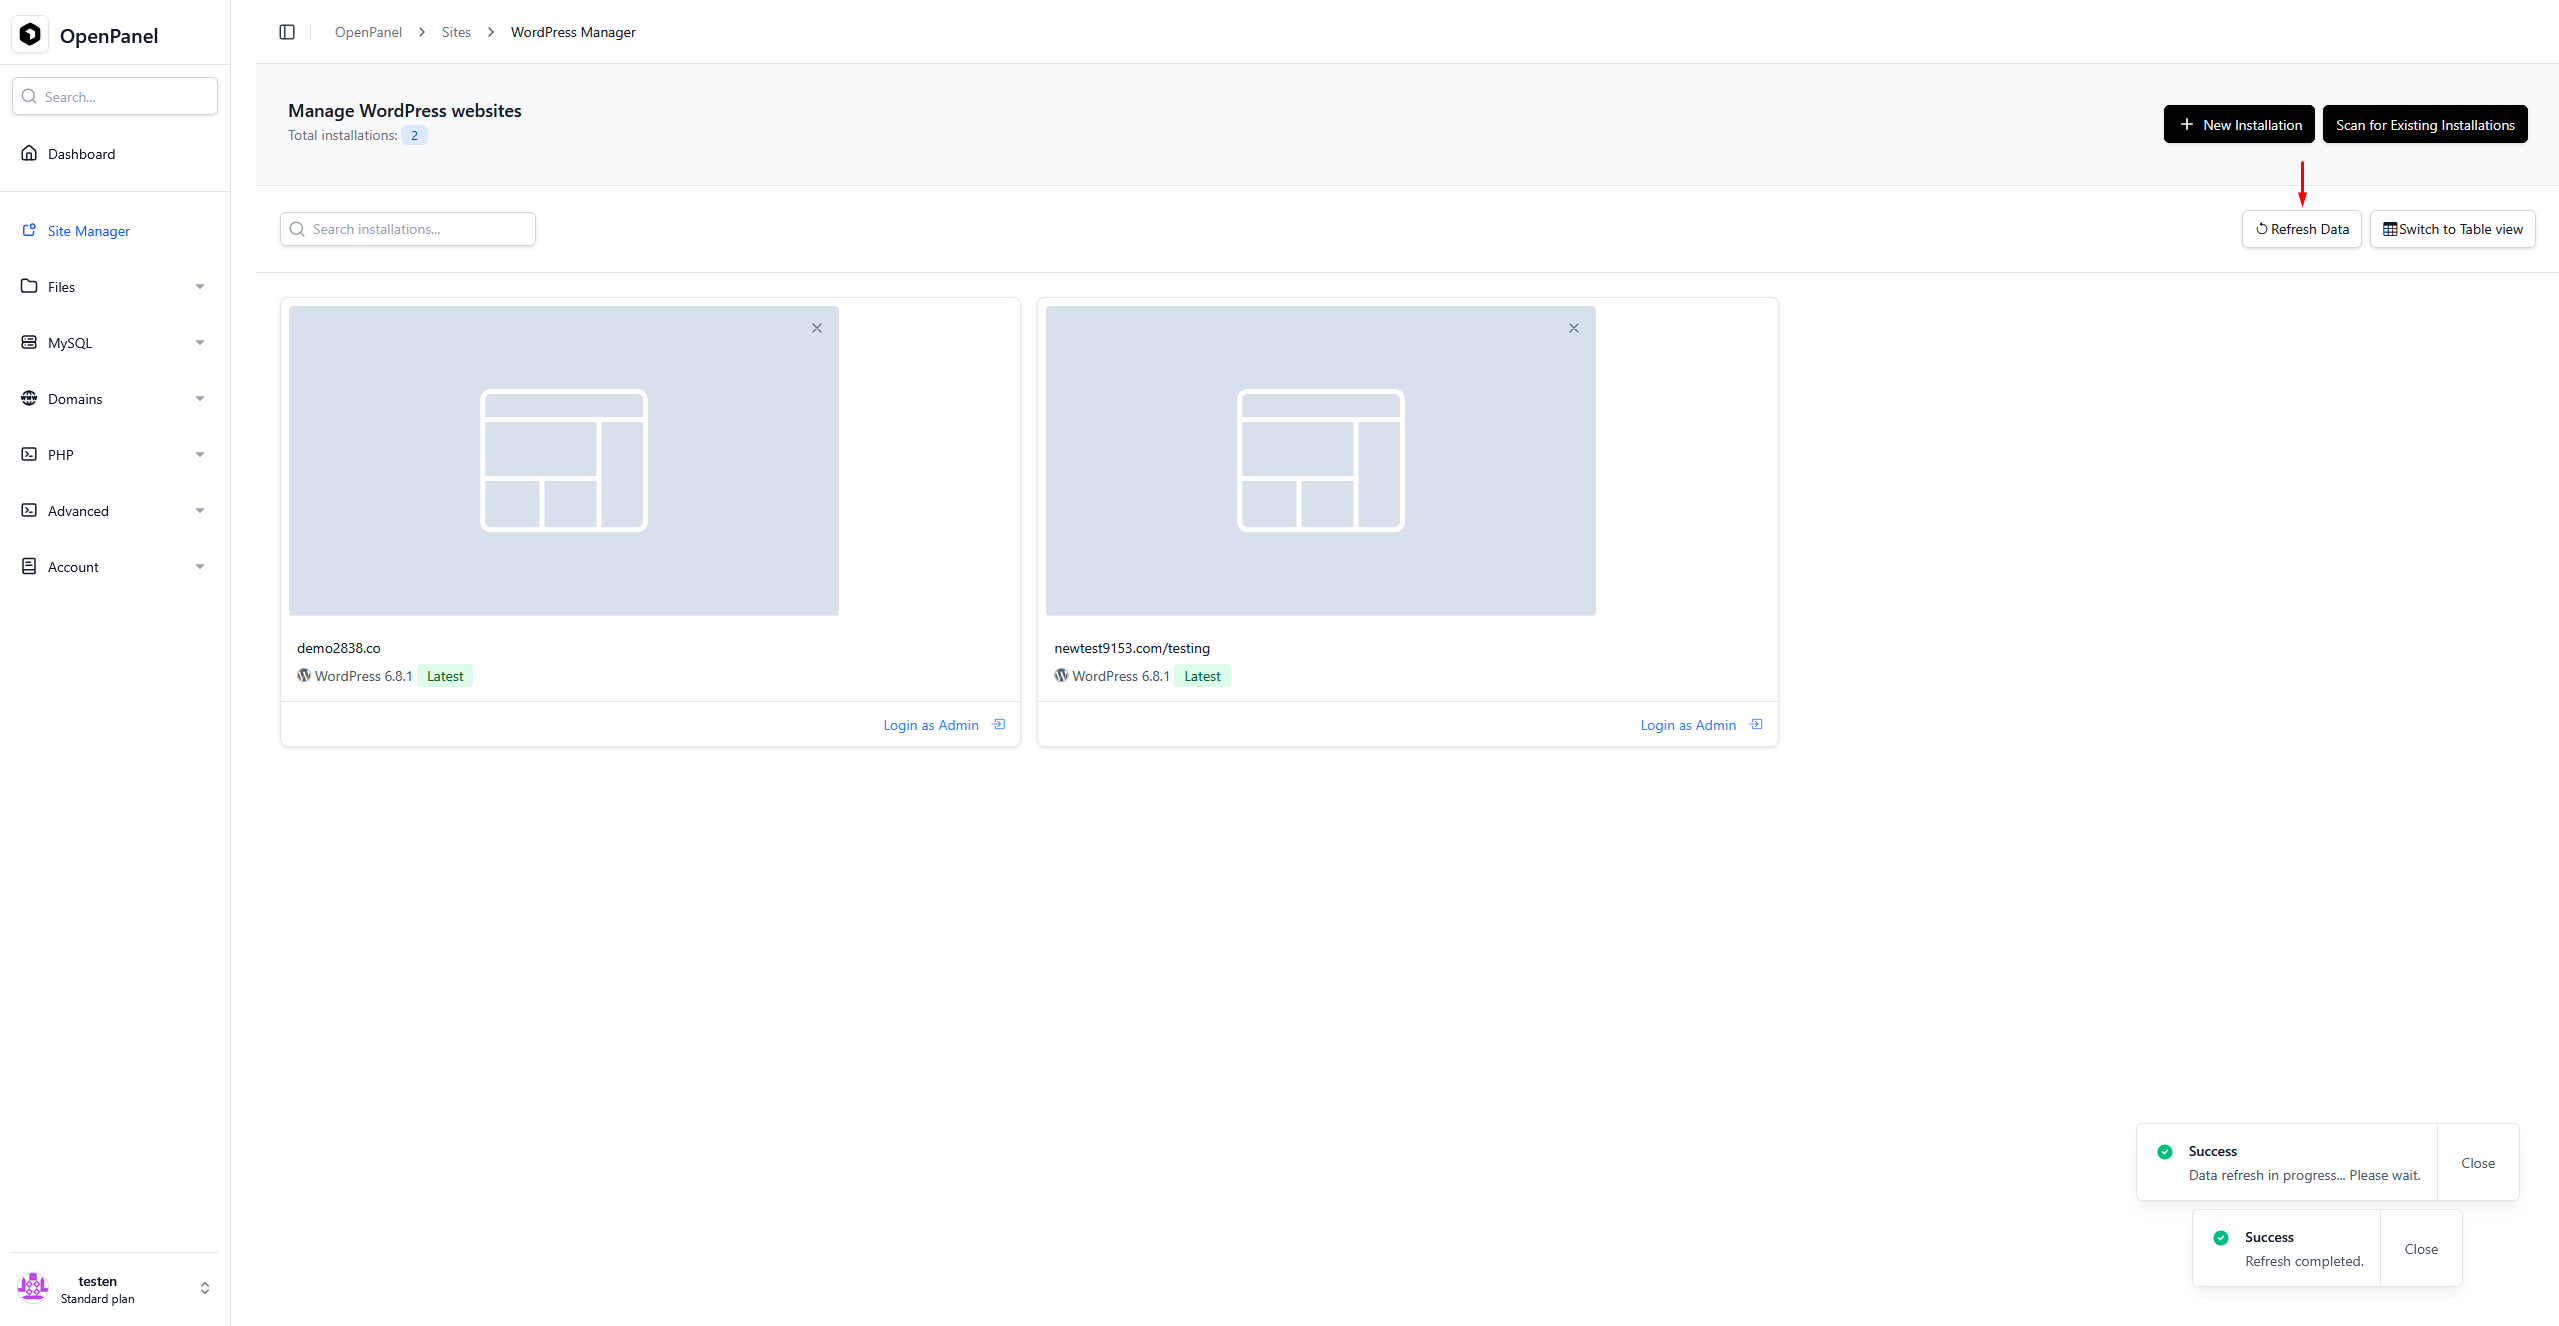 OpenPanel
Search...
Dashboard
Site Manager
Files
MySQL
Domains
PHP
Advanced
Account
testen
Standard plan
OpenPanel > Sites > WordPress Manager
Manage WordPress websites
Total installations: 2
+ New Installation
Scan for Existing Installations
Search installations...
Refresh Data
Switch to Table view
demo2838.co
WordPress 6.8.1 Latest
Login as Admin
newtest9153.com/testing
WordPress 6.8.1 Latest
Login as Admin
Success
Data refresh in progress... Please wait.
Close
Success
Refresh completed.
Close